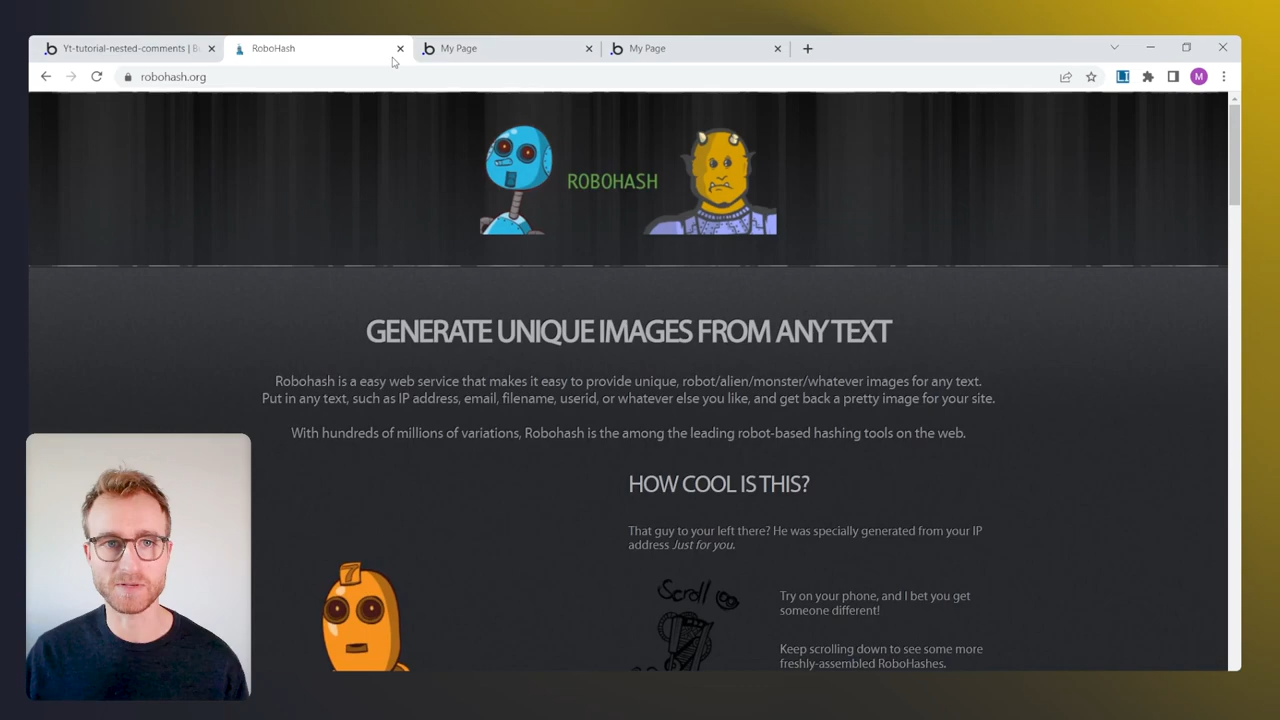 Yt-tutorial-nested-comments | B
RoboHash
My Page
My Page
robohash.org
M
ROBOHASH
GENERATE UNIQUE IMAGES FROM ANY TEXT
Robohash is a easy web service that makes it easy to provide unique, robot/alien/monster/whatever images for any text.
Put in any text, such as IP address, email, filename, userid, or whatever else you like, and get back a pretty image for your site.
With hundreds of millions of variations, Robohash is the among the leading robot-based hashing tools on the web.
HOW COOL IS THIS?
That guy to your left there? He was specially generated from your IP
address Just for you.
Scroll
Try on your phone, and I bet you get
someone different!
Keep scrolling down to see some more
freshly-assembled RoboHashes.
7